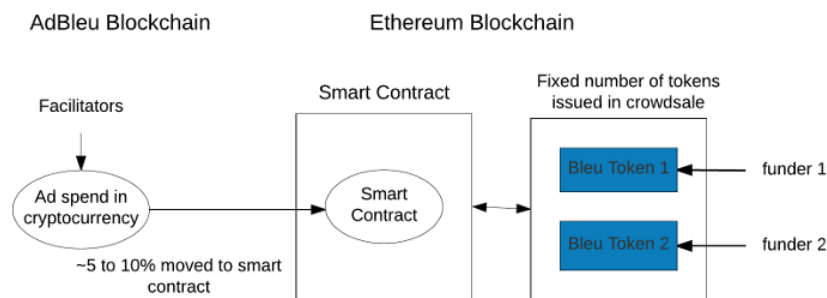 AdBleu Blockchain
Ethereum Blockchain
Facilitators
Ad spend in
cryptocurrency
~5 to 10% moved to smart
contract
Smart Contract
Smart
Contract
Fixed number of tokens
issued in crowdsale
Bleu Token 1
funder 1
Bleu Token 2
funder 2